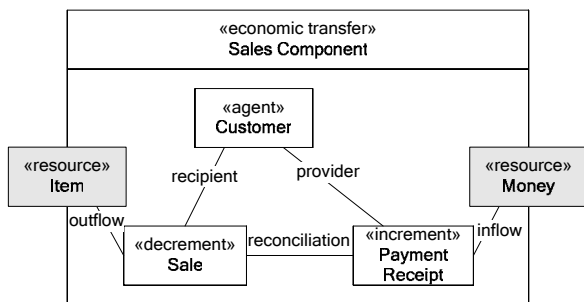 «economic transfer»
Sales Component
«agent»
Customer
«resource»
Item
«resource»
Money
recipient
provider
outflow
inflow
«decrement»
Sale
reconciliation
«increment»
Payment
Receipt